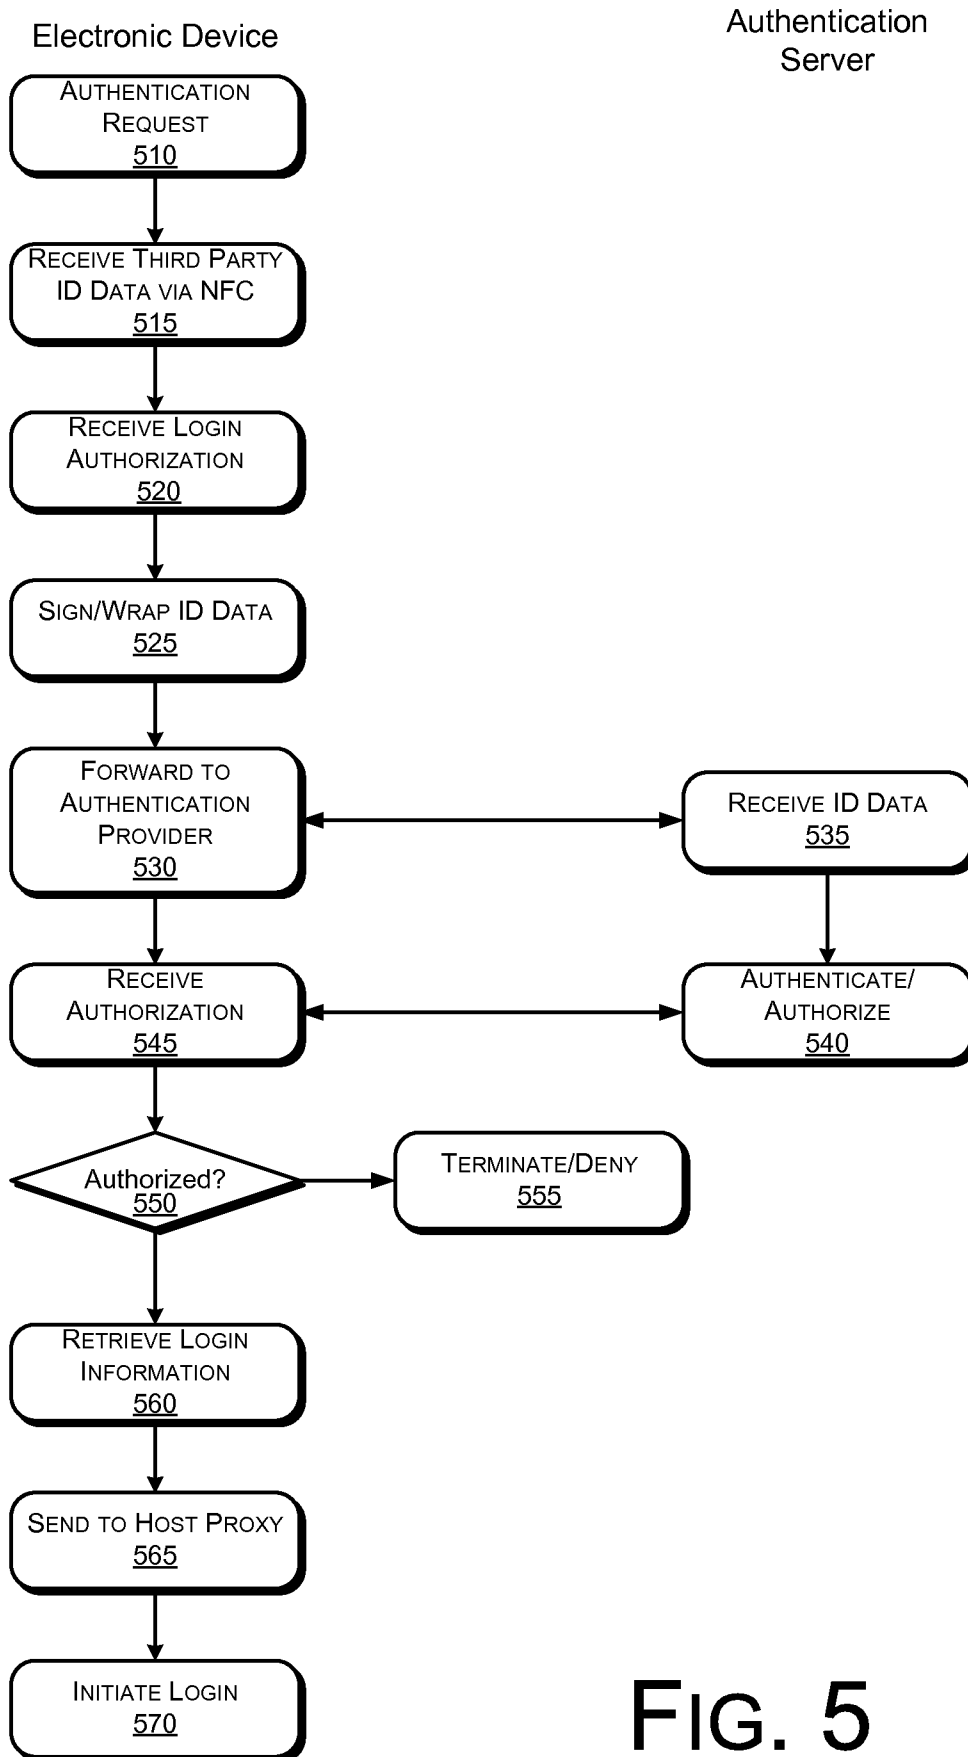 Electronic Device
Authentication
Server
AUTHENTICATION
REQUEST
510
RECEIVE THIRD PARTY
ID DATA VIA NFC
515
RECEIVE LOGIN
AUTHORIZATION
520
SIGN/WRAP ID DATA
525
FORWARD TO
AUTHENTICATION
PROVIDER
530
RECEIVE ID DATA
535
RECEIVE
AUTHORIZATION
545
AUTHENTICATE/
AUTHORIZE
540
Authorized?
550
TERMINATE/DENY
555
RETRIEVE LOGIN
INFORMATION
560
SEND TO HOST PROXY
565
INITIATE LOGIN
570
FIG. 5